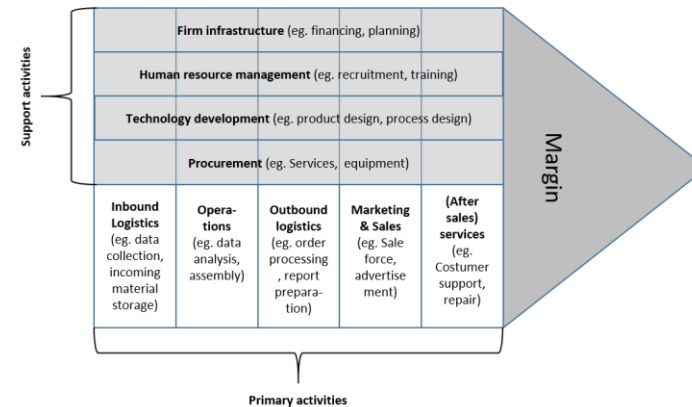 Support activities
Firm infrastructure (eg. financing, planning)
Human resource management (eg. recruitment, training)
Technology development (eg. product design, process design)
Procurement (eg. Services, equipment)
Inbound
Logistics
(eg. data
collection,
incoming
material
storage)
Opera-
tions
(eg. data
analysis,
assembly)
Outbound
logistics
(eg. order
processing
, report
prepara-
tion)
Marketing
& Sales
(eg. Sale
force,
advertise
ment)
(After
sales)
services
(eg.
Costumer
support,
repair)
Margin
Primary activities